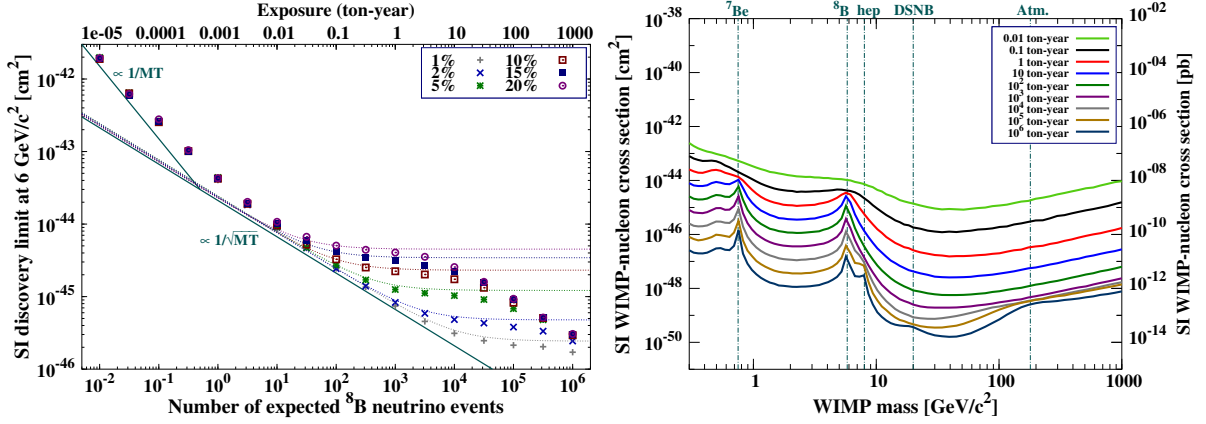 Exposure (ton-year)
1e-05 0.0001 0.001 0.01 0.1 1 10 100 1000
SI discovery limit at 6 GeV/c² [cm²]
10⁻⁴²
10⁻⁴³
10⁻⁴⁴
10⁻⁴⁵
10⁻⁴⁶
∝ 1/MT
∝ 1/√MT
1% 10%
2% 15%
5% 20%
10⁻² 10⁻¹ 10⁰ 10¹ 10² 10³ 10⁴ 10⁵ 10⁶
Number of expected ⁸B neutrino events
⁷Be ⁸B hep DSNB Atm.
SI WIMP-nucleon cross section [cm²]
10⁻³⁸
10⁻⁴⁰
10⁻⁴²
10⁻⁴⁴
10⁻⁴⁶
10⁻⁴⁸
10⁻⁵⁰
0.01 ton-year
0.1 ton-year
1 ton-year
10 ton-year
10² ton-year
10³ ton-year
10⁴ ton-year
10⁵ ton-year
10⁶ ton-year
10⁻⁰²
10⁻⁰⁴
10⁻⁰⁶
10⁻⁰⁸
10⁻¹⁰
10⁻¹²
10⁻¹⁴
SI WIMP-nucleon cross section [pb]
1 10 100 1000
WIMP mass [GeV/c²]